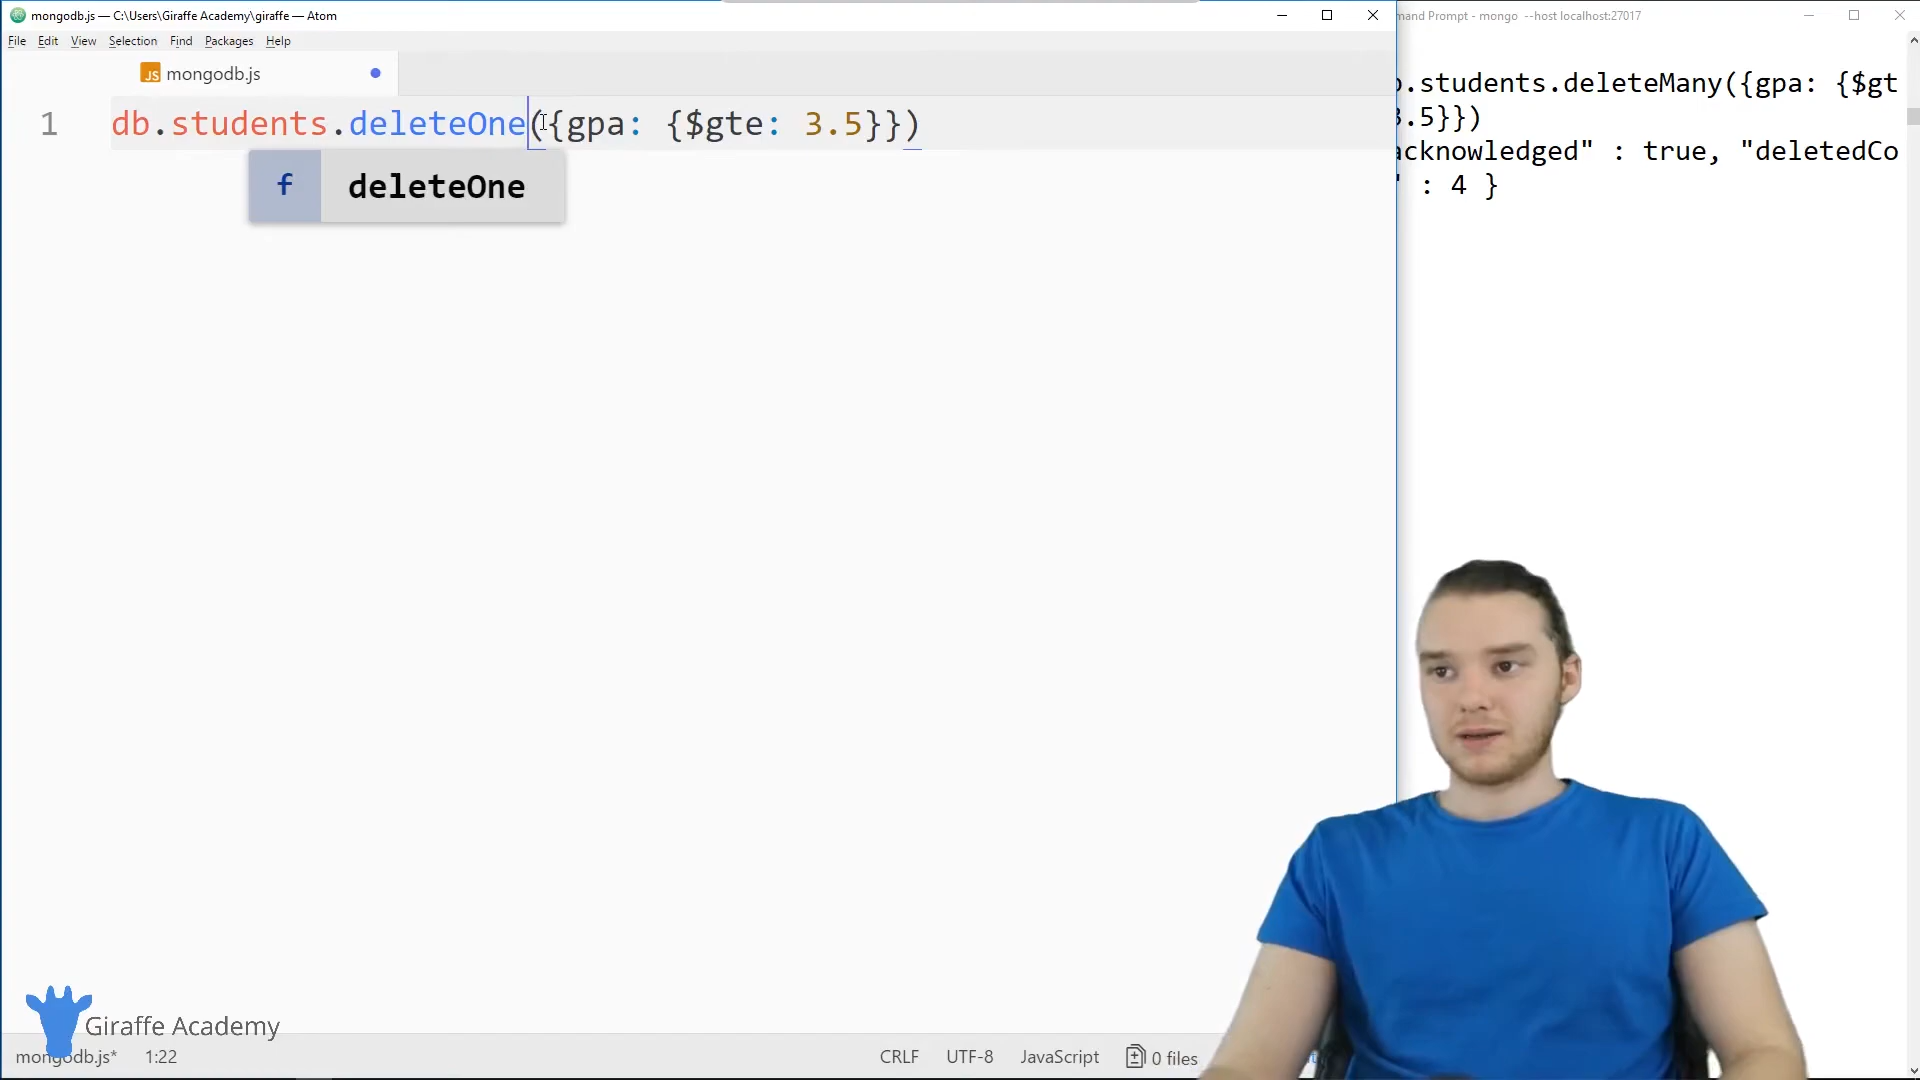 mongodb.js — C:\Users\Giraffe Academy\giraffe — Atom
File Edit View Selection Find Packages Help
mongodb.js
1 db.students.deleteOne({gpa: {$gte: 3.5}})
f deleteOne
mand Prompt - mongo --host localhost:27017
.students.deleteMany({gpa: {$gt
3.5}})
acknowledged" : true, "deletedCo
" : 4 }
Giraffe Academy
mongodb.js* 1:22 CRLF UTF-8 JavaScript 0 files